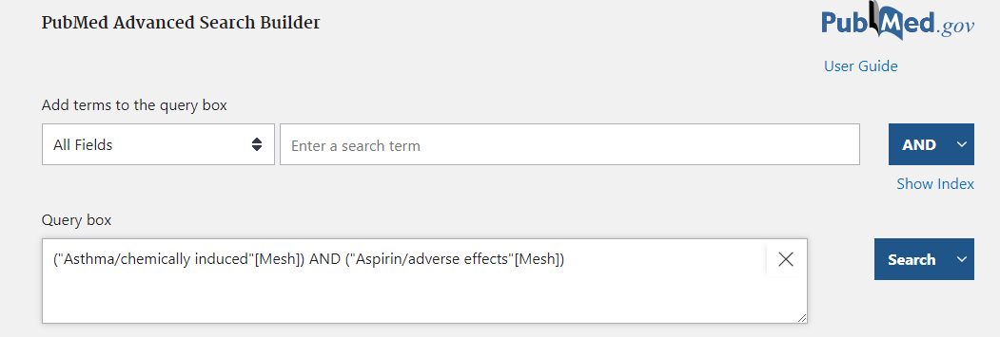 PubMed Advanced Search Builder
PubMed.gov
User Guide
Add terms to the query box
All Fields
Enter a search term
AND
Show Index
Query box
("Asthma/chemically induced"[Mesh]) AND ("Aspirin/adverse effects"[Mesh])
Search